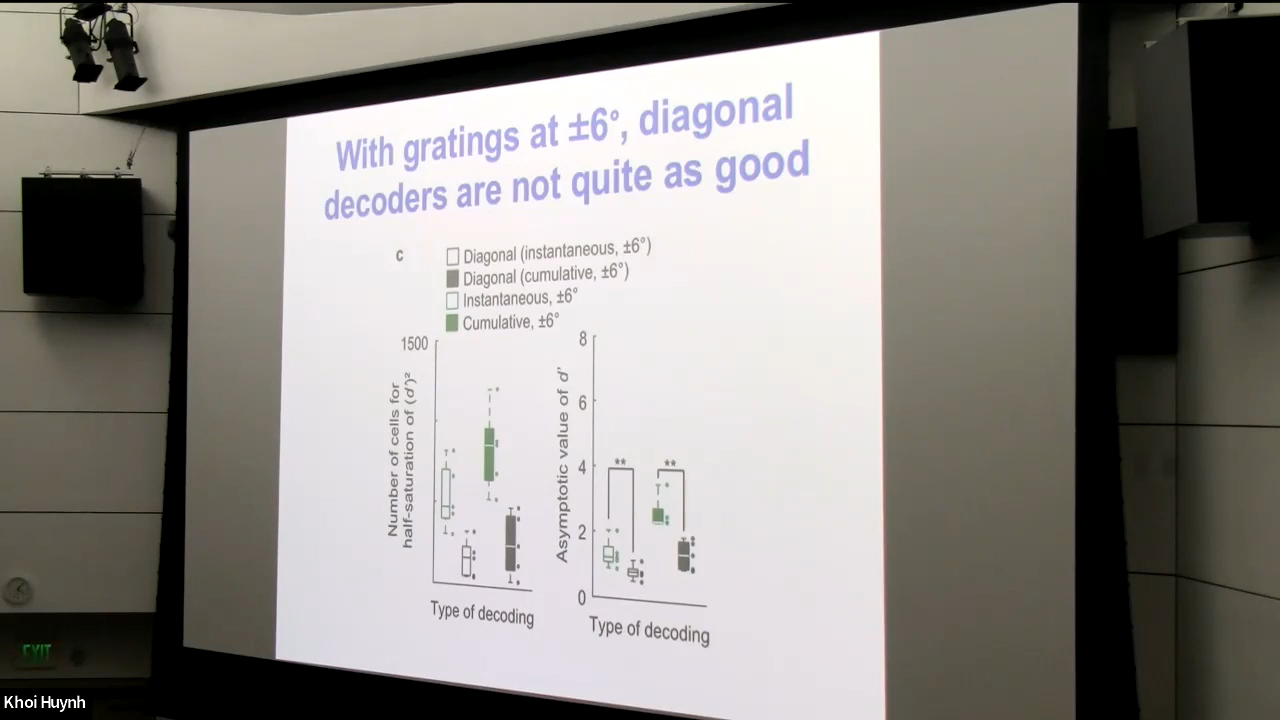 With gratings at ±6°, diagonal
decoders are not quite as good
c
Diagonal (instantaneous, ±6°)
Diagonal (cumulative, ±6°)
Instantaneous, ±6°
Cumulative, ±6°
1500
Number of cells for
half-saturation of (d')²
Type of decoding
8
6
4
2
0
Asymptotic value of d'
**
**
Type of decoding
EXIT
Khoi Huynh